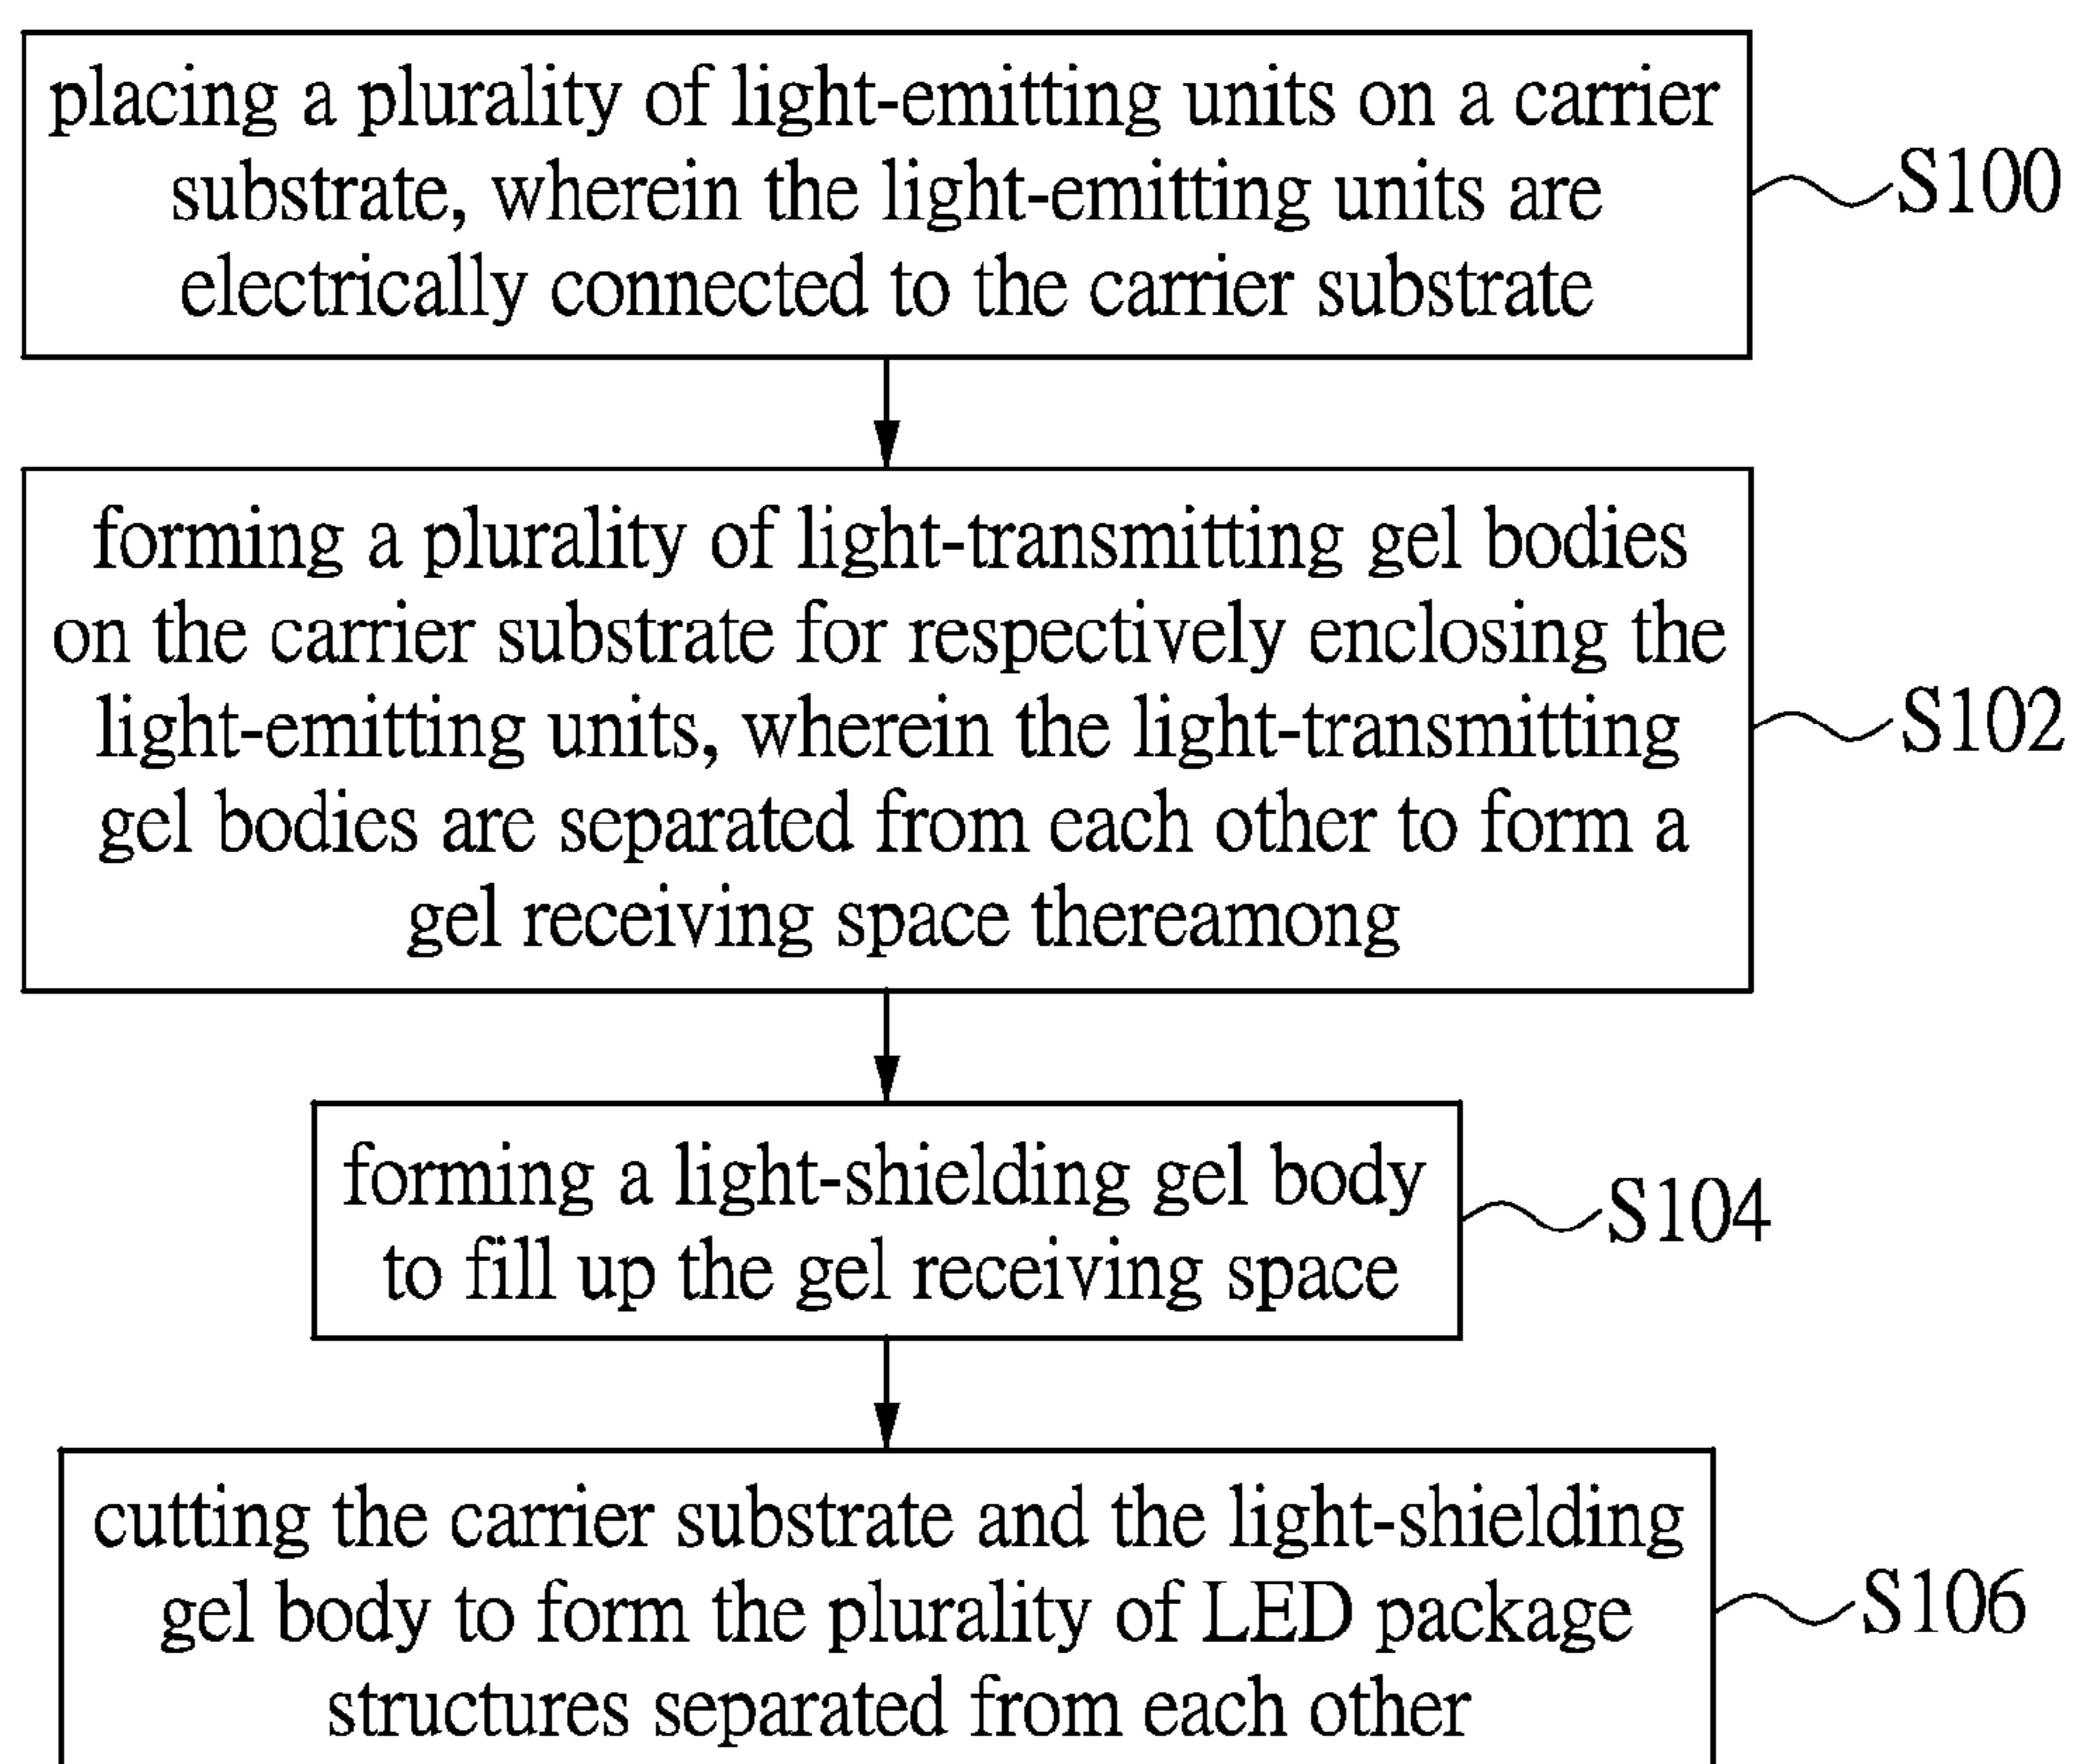 placing a plurality of light-emitting units on a carrier
substrate, wherein the light-emitting units are
electrically connected to the carrier substrate
S100
forming a plurality of light-transmitting gel bodies
on the carrier substrate for respectively enclosing the
light-emitting units, wherein the light-transmitting
gel bodies are separated from each other to form a
gel receiving space thereamong
S102
forming a light-shielding gel body
to fill up the gel receiving space
S104
cutting the carrier substrate and the light-shielding
gel body to form the plurality of LED package
structures separated from each other
S106